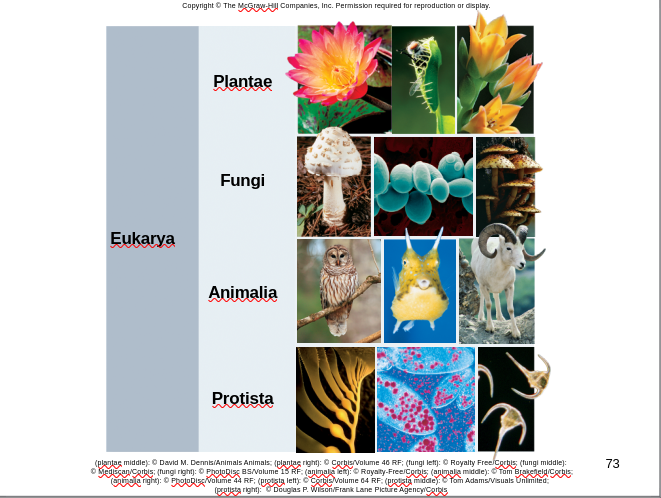 Copyright © The McGraw-Hill Companies, Inc. Permission required for reproduction or display.
Plantae
Fungi
Eukarya
Animalia
Protista
(plantae middle): © David M. Dennis/Animals Animals; (plantae right): © Corbis/Volume 46 RF; (fungi left): © Royalty Free/Corbis; (fungi middle):
© Mediscan/Corbis; (fungi right): © PhotoDisc BS/Volume 15 RF; (animalia left): © Royalty-Free/Corbis; (animalia middle): © Tom Brakefield/Corbis;
(animalia right): © PhotoDisc/Volume 44 RF; (protista left): © Corbis/Volume 64 RF; (protista middle): © Tom Adams/Visuals Unlimited;
(protista right): © Douglas P. Wilson/Frank Lane Picture Agency/Corbis
73